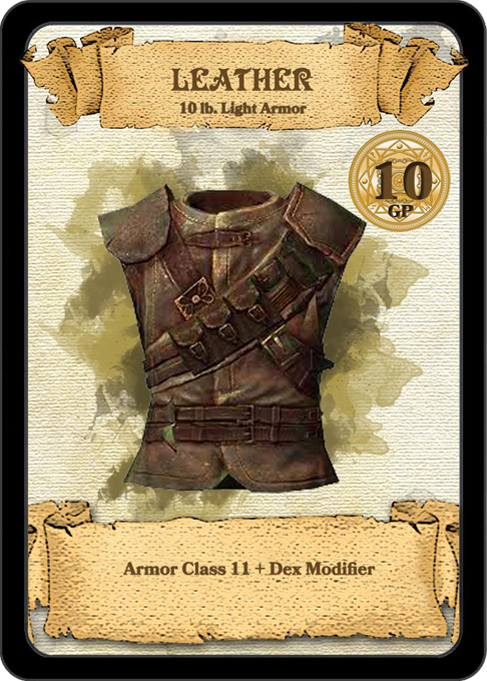 LEATHER
10 lb. Light Armor
10
GP
Armor Class 11 + Dex Modifier